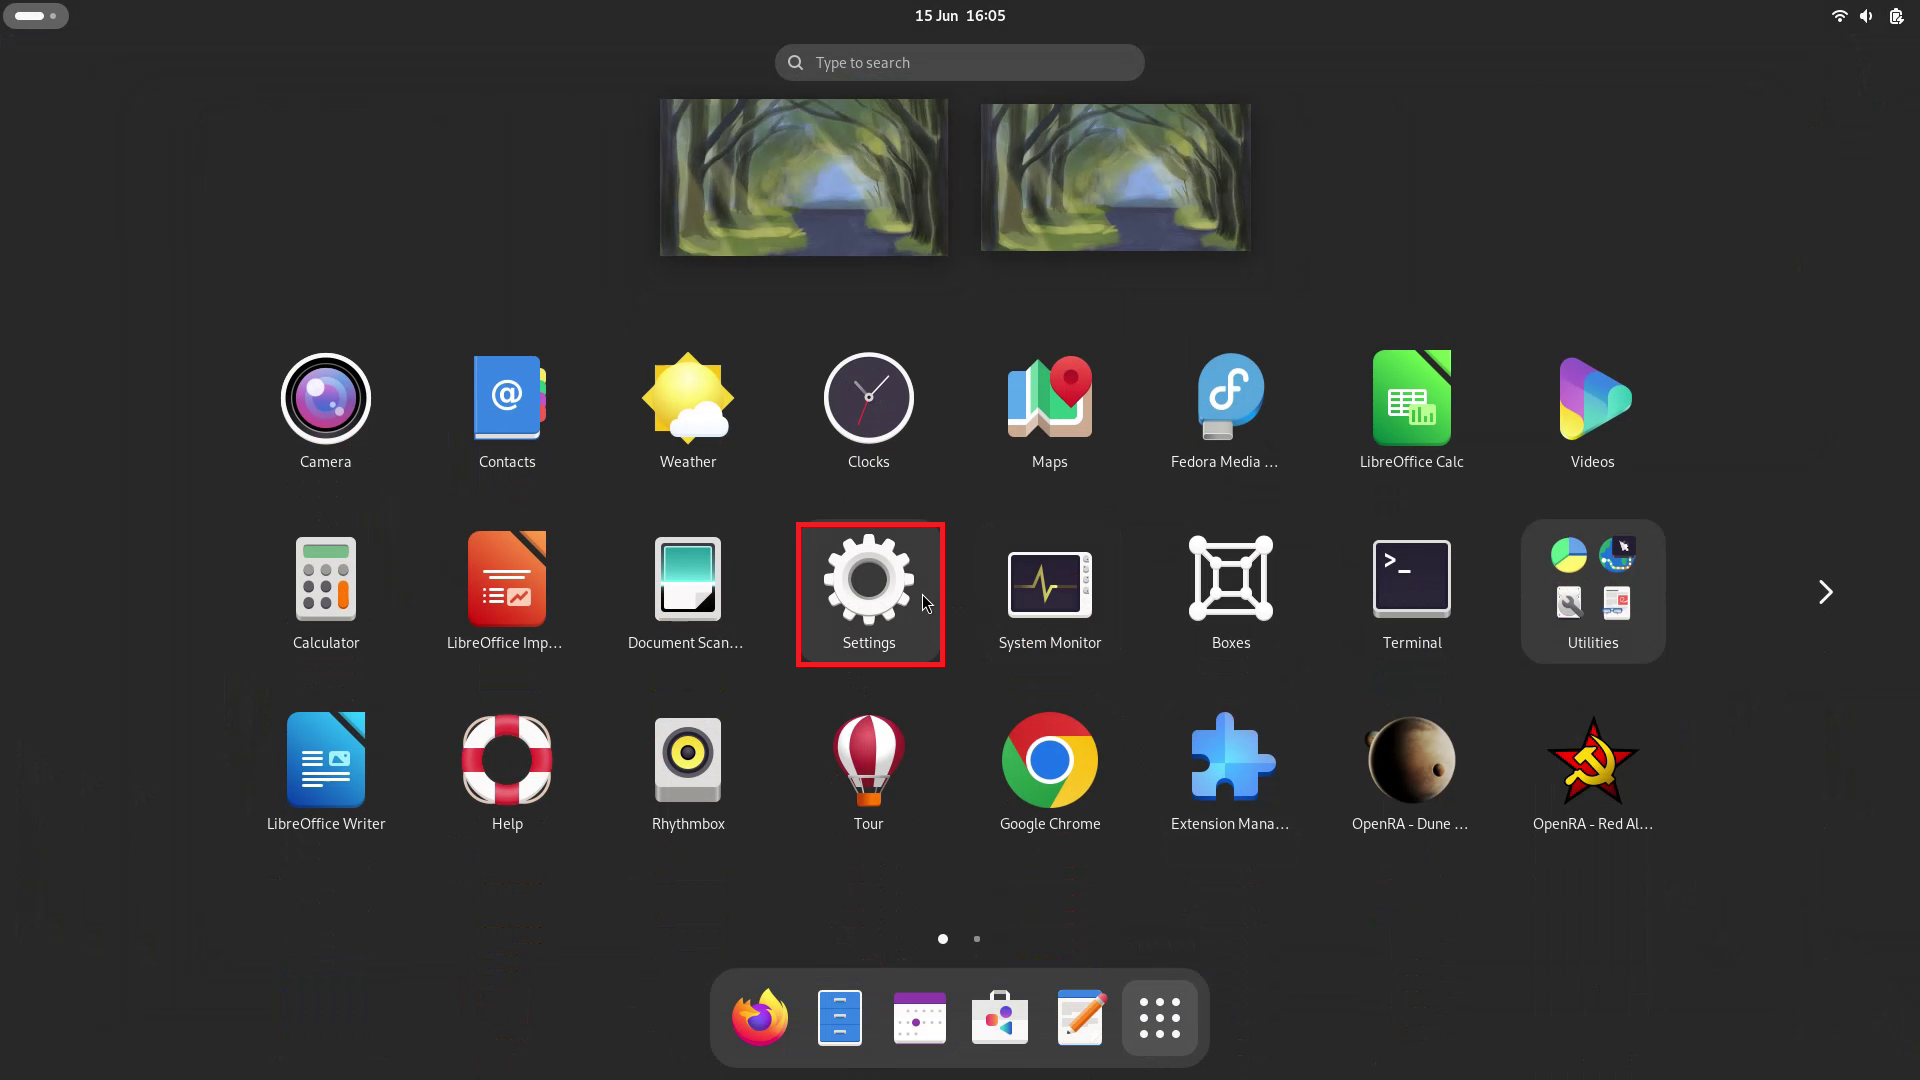 15 Jun 16:05
Type to search
Camera
Contacts
Weather
Clocks
Maps
Fedora Media ...
LibreOffice Calc
Videos
Calculator
LibreOffice Imp...
Document Scan...
Settings
System Monitor
Boxes
Terminal
Utilities
LibreOffice Writer
Help
Rhythmbox
Tour
Google Chrome
Extension Mana...
OpenRA - Dune ...
OpenRA - Red Al...